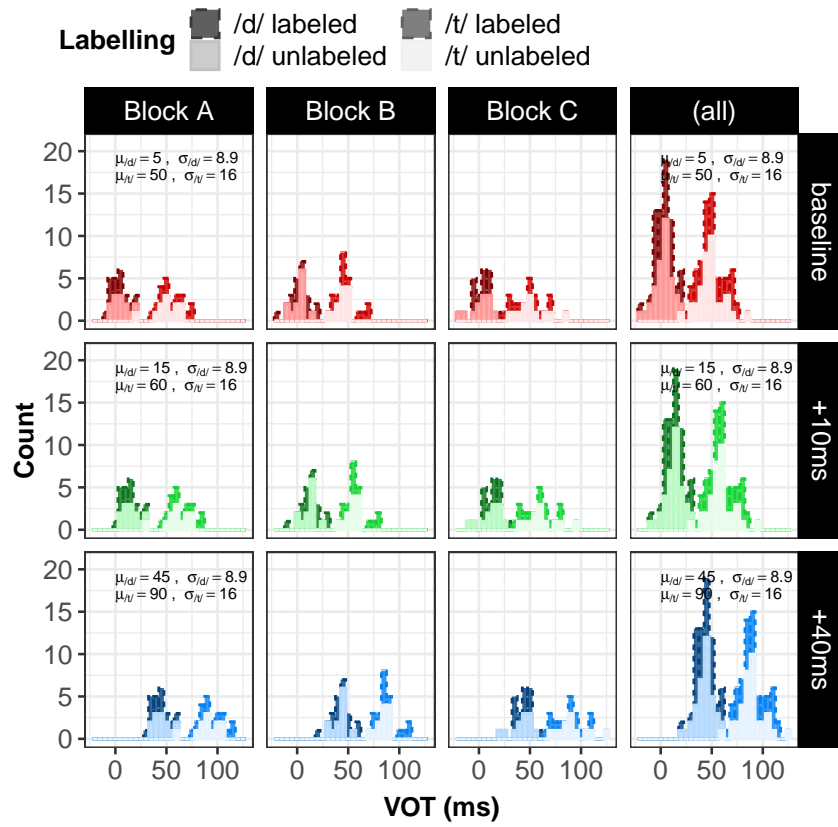 Labelling
/d/ labeled /t/ labeled
/d/ unlabeled /t/ unlabeled
Block A Block B Block C (all)
baseline
20
15
10
5
0
μ/d/ = 5 , σ/d/ = 8.9
μ/t/ = 50 , σ/t/ = 16
μ/d/ = 5 , σ/d/ = 8.9
μ/t/ = 50 , σ/t/ = 16
+10ms
20
15
10
5
0
μ/d/ = 15 , σ/d/ = 8.9
μ/t/ = 60 , σ/t/ = 16
μ/d/ = 15 , σ/d/ = 8.9
μ/t/ = 60 , σ/t/ = 16
Count
+40ms
20
15
10
5
0
μ/d/ = 45 , σ/d/ = 8.9
μ/t/ = 90 , σ/t/ = 16
μ/d/ = 45 , σ/d/ = 8.9
μ/t/ = 90 , σ/t/ = 16
0 50 100 0 50 100 0 50 100 0 50 100
VOT (ms)